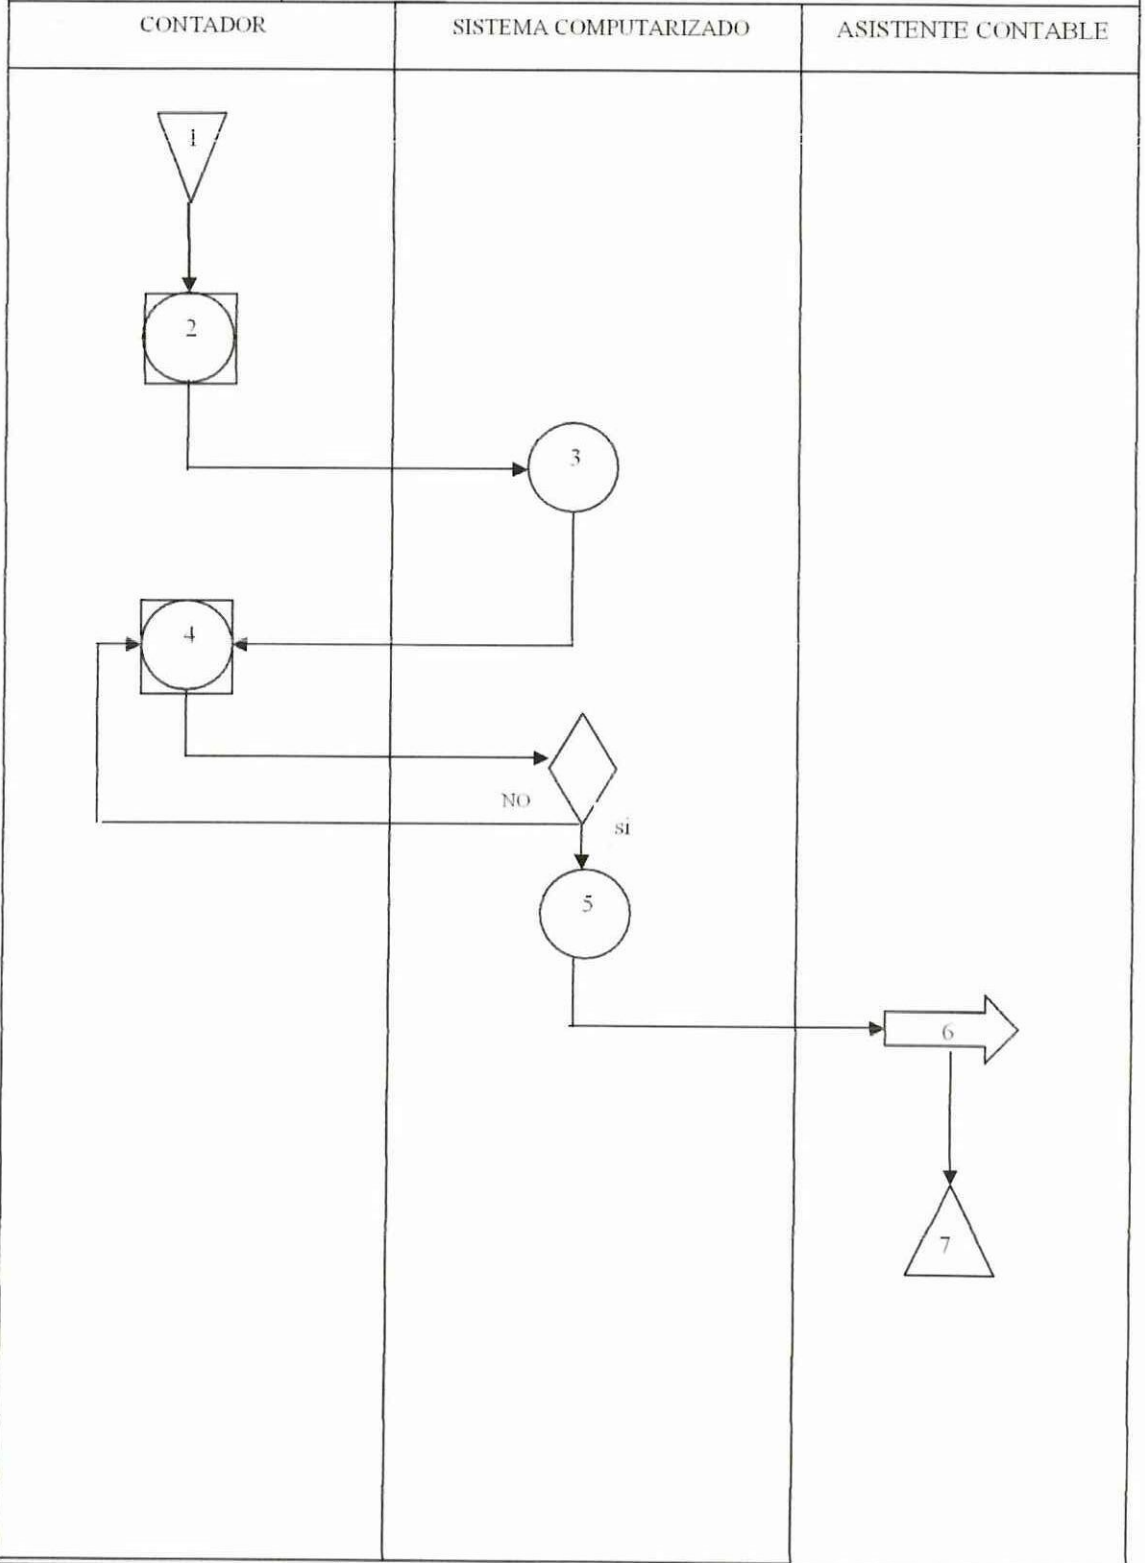 CONTADOR
SISTEMA COMPUTARIZADO
ASISTENTE CONTABLE
1
2
3
4
NO
si
5
6
7